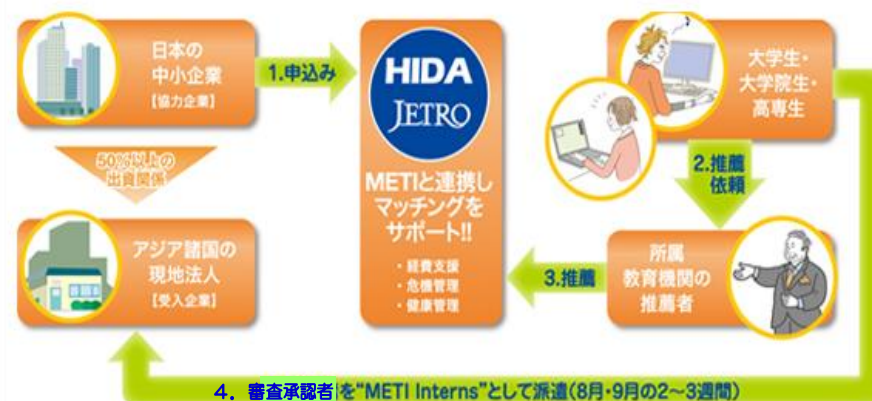 日本の
中小企業
【協力企業】
1.申込み
50%以上の
出資関係
アジア諸国の
現地法人
【受入企業】
HIDA
JETRO
METIと連携し
マッチングを
サポート!!
・経費支援
・危機管理
・健康管理
大学生・
大学院生・
高専生
2.推薦
依頼
所属
教育機関の
推薦者
3.推薦
4．審査承認者を“METI Interns”として派遣(8月・9月の2～3週間)